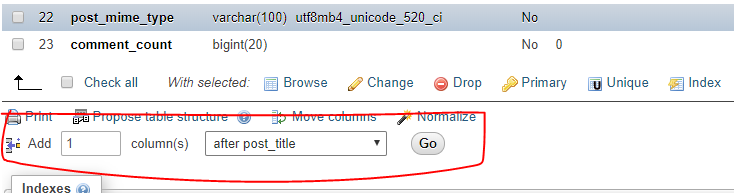 22 post_mime_type varchar(100) utf8mb4_unicode_520_ci No
23 comment_count bigint(20) No 0
Check all With selected: Browse Change Drop Primary Unique Index
Print Propose table structure Move columns Normalize
Add 1 column(s) after post_title Go
Indexes